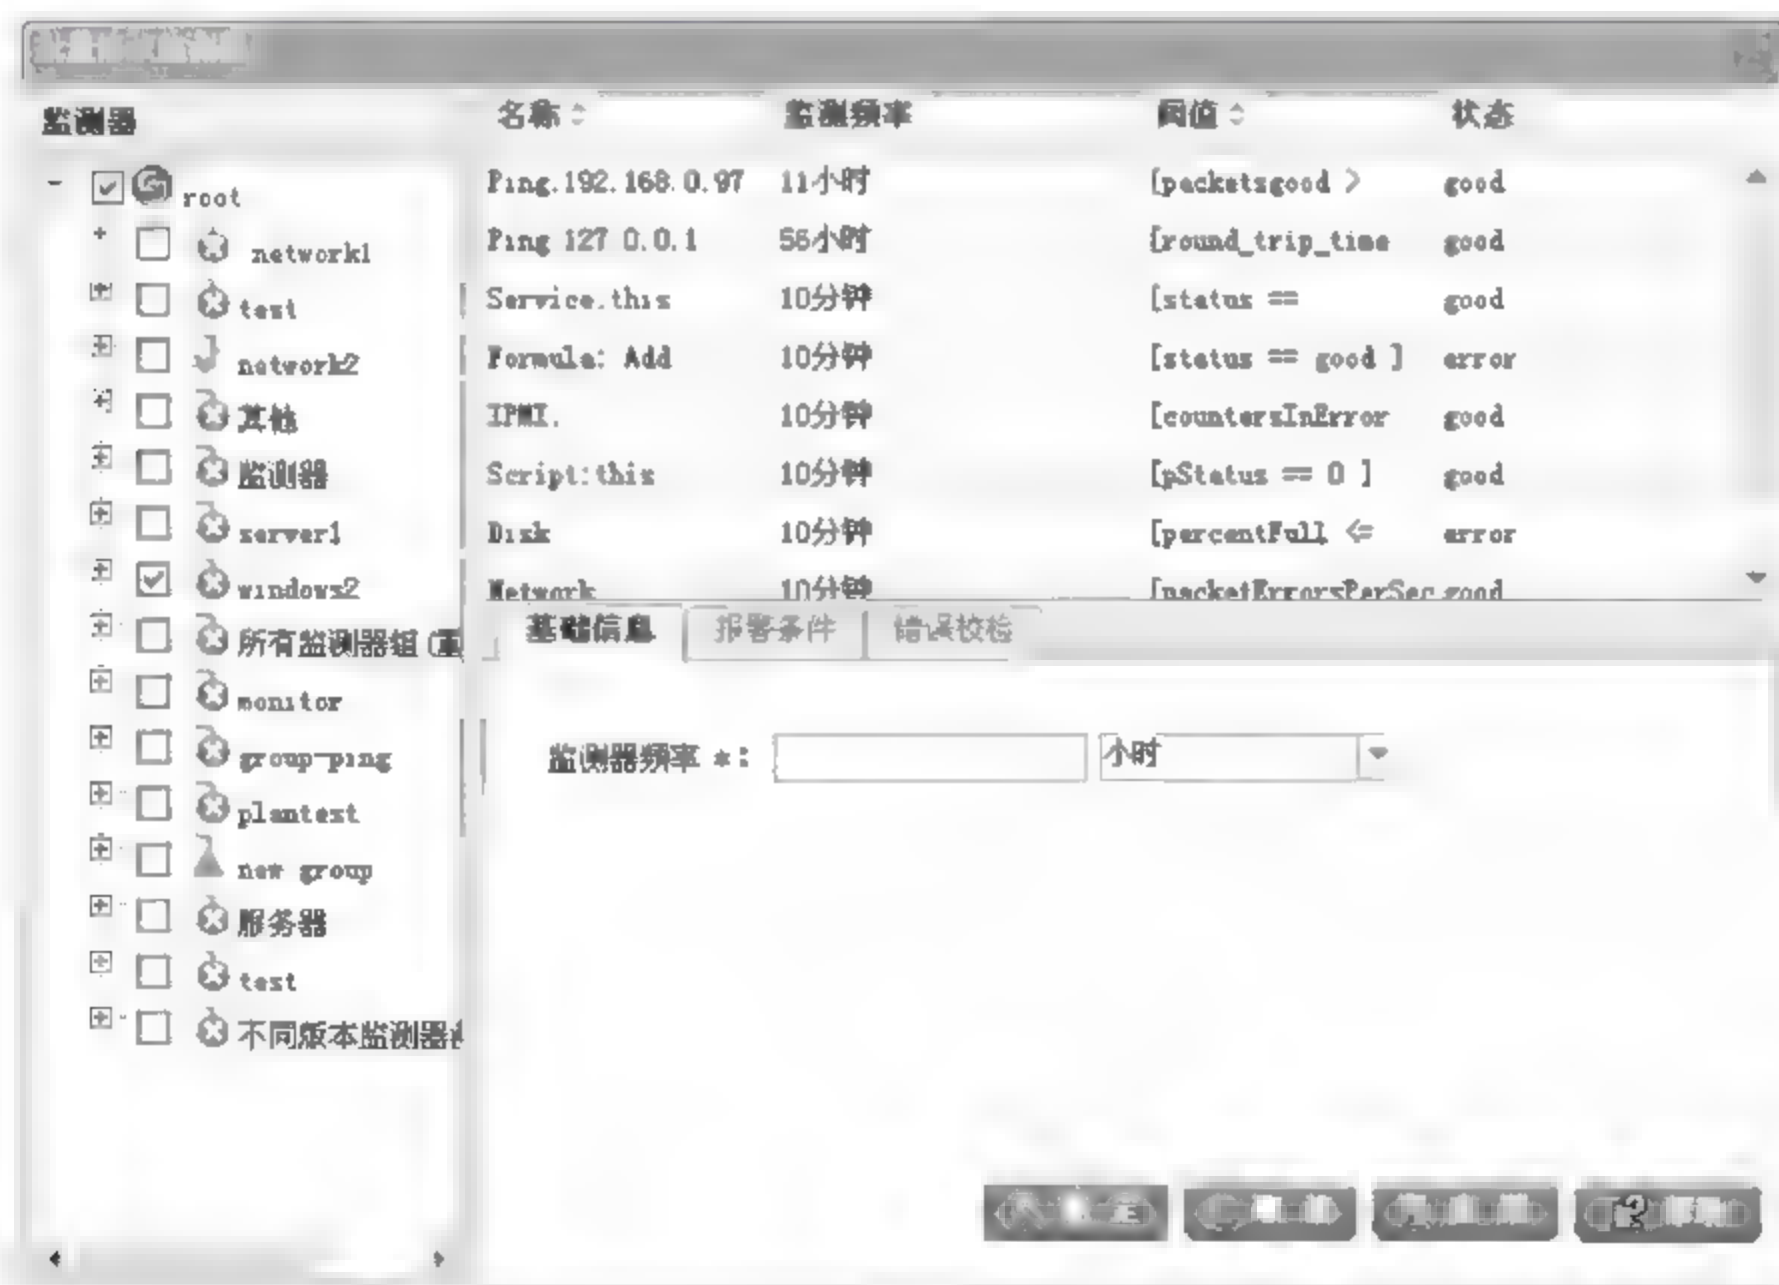 监测器
root
network1
test
network2
其他
监测器
server1
windows2
所有监测器组(重
monitor
group-ping
plantest
new group
服务器
test
不同版本监测器
名称 监测频率 阈值 状态
Ping.192.168.0.97 11小时 [packetsgood > good
Ping 127 0.0.1 56小时 [round_trip_time good
Service.this 10分钟 [status == good
Formula: Add 10分钟 [status == good ] error
IPMI. 10分钟 [countersInError good
Script:this 10分钟 [pStatus == 0 ] good
Disk 10分钟 [percentFull <= error
Network 10分钟 [packetErrorsPerSec good
基础信息 报警条件 错误校检
监测器频率 *: 小时